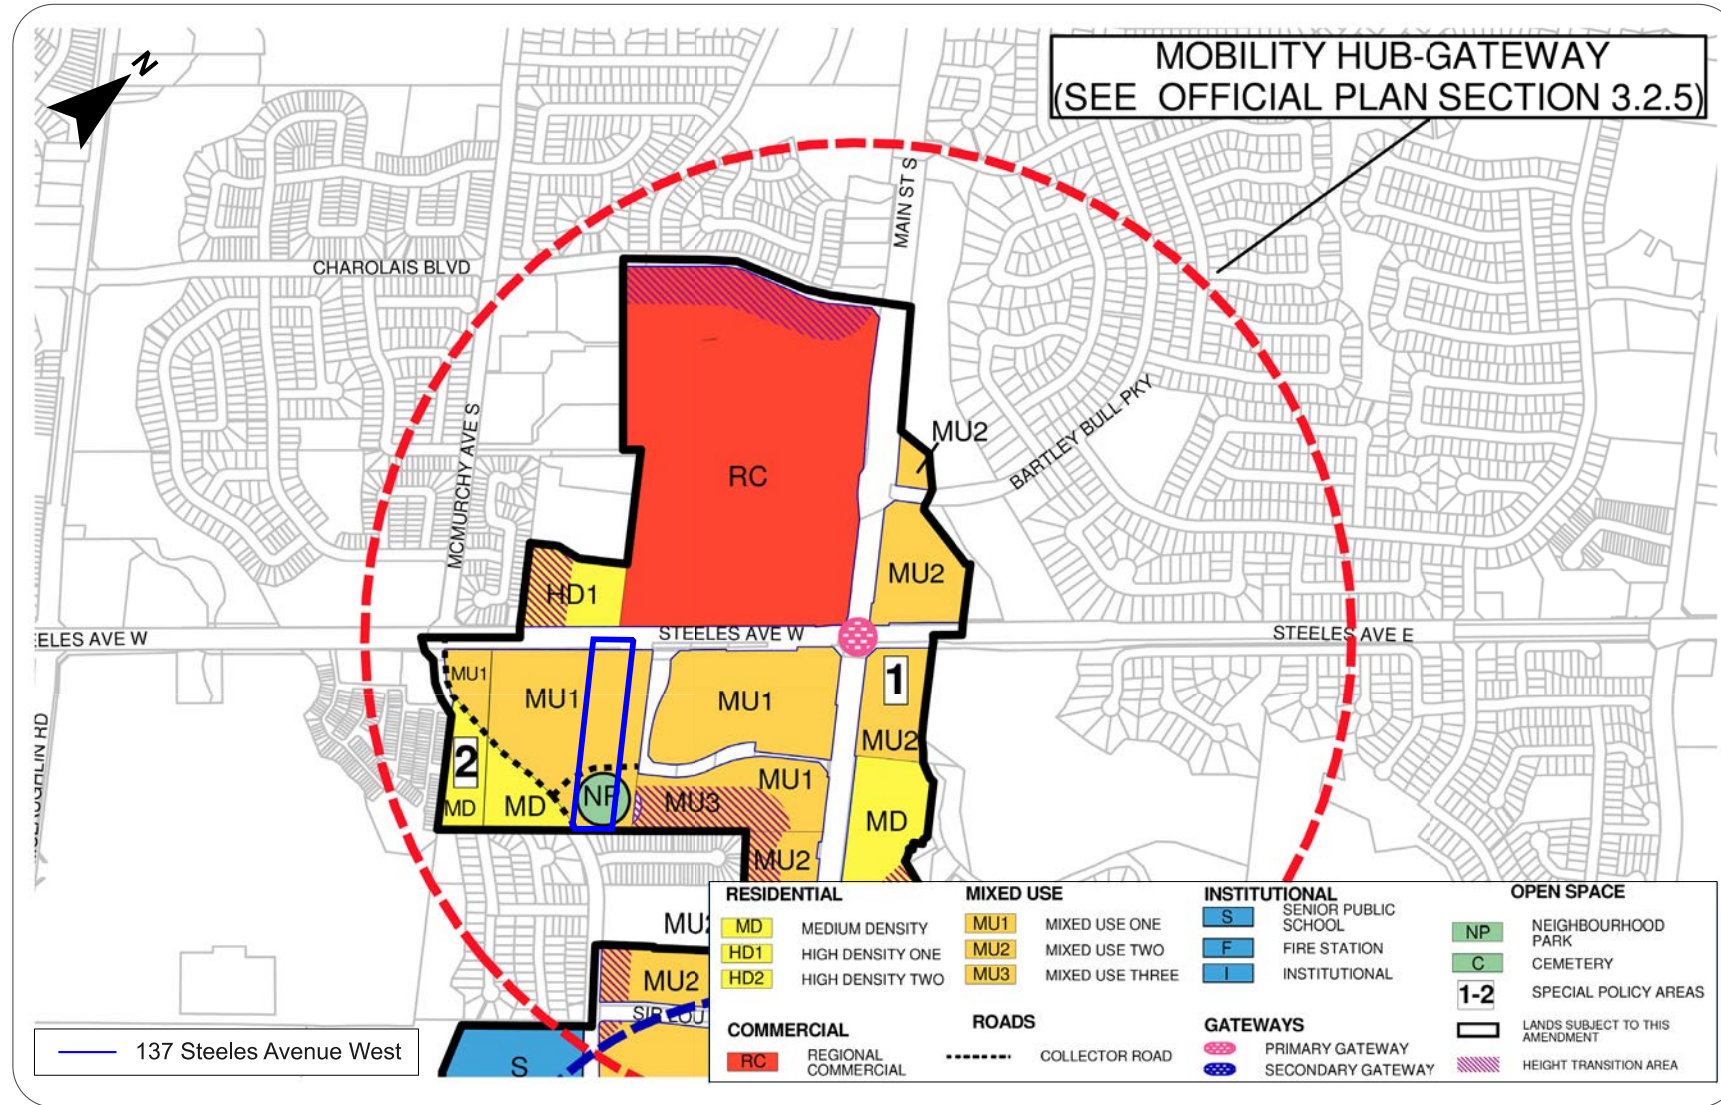 N
MOBILITY HUB-GATEWAY
(SEE OFFICIAL PLAN SECTION 3.2.5)
MAIN ST S
CHAROLAIS BLVD
MCMURCHY AVE S
BARTLEY BULL PKY
MU2
RC
MU2
HD1
STEELES AVE W
STEELES AVE E
EELES AVE W
MU1
MU1
MU1
1
MU2
2
MD
MD
NP
MU3
MU1
MD
MU2
MU2
MU2
S
137 Steeles Avenue West
RESIDENTIAL
MD MEDIUM DENSITY
HD1 HIGH DENSITY ONE
HD2 HIGH DENSITY TWO
COMMERCIAL
RC REGIONAL
COMMERCIAL
MIXED USE
MU1 MIXED USE ONE
MU2 MIXED USE TWO
MU3 MIXED USE THREE
ROADS
COLLECTOR ROAD
INSTITUTIONAL
S SENIOR PUBLIC
SCHOOL
F FIRE STATION
I INSTITUTIONAL
GATEWAYS
PRIMARY GATEWAY
SECONDARY GATEWAY
OPEN SPACE
NP NEIGHBOURHOOD
PARK
C CEMETERY
1-2 SPECIAL POLICY AREAS
LANDS SUBJECT TO THIS
AMENDMENT
HEIGHT TRANSITION AREA